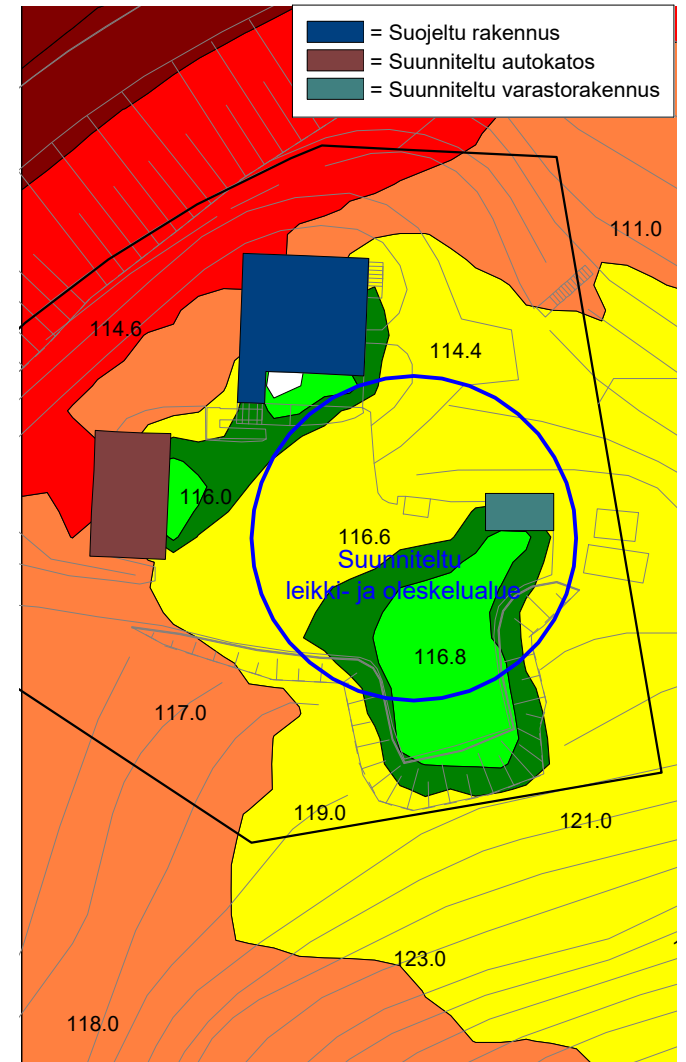 = Suojeltu rakennus
= Suunniteltu autokatos
= Suunniteltu varastorakennus
111.0
114.6
114.4
116.0
116.6
Suunniteltu
leikki- ja oleskelualue
116.8
117.0
119.0
121.0
123.0
118.0